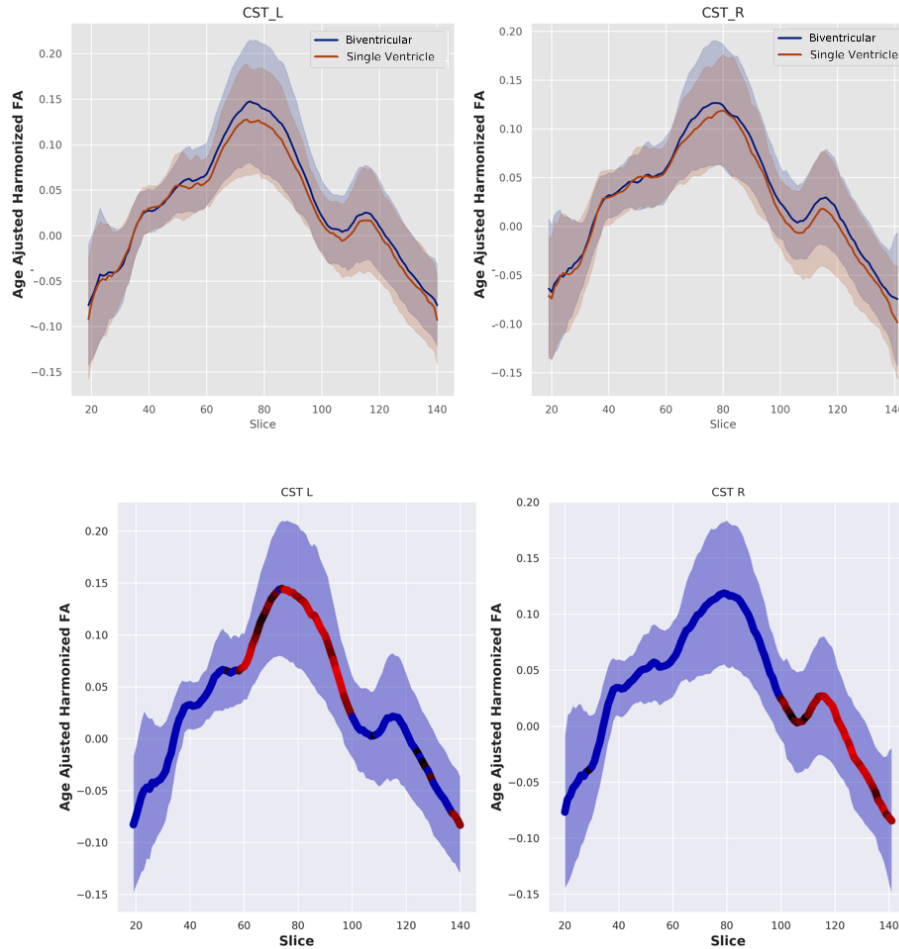 CST_L
Biventricular
Single Ventricle
Age Ajusted Harmonized FA
0.20
0.15
0.10
0.05
0.00
-0.05
-0.10
−0.15
20 40 60 80 100 120 140
Slice
CST_R
Biventricular
Single Ventricle
Age Ajusted Harmonized FA
0.20
0.15
0.10
0.05
0.00
-0.05
-0.10
−0.15
20 40 60 80 100 120 140
Slice
CST L
Age Ajusted Harmonized FA
0.20
0.15
0.10
0.05
0.00
−0.05
−0.10
−0.15
20 40 60 80 100 120 140
Slice
CST R
Age Ajusted Harmonized FA
0.20
0.15
0.10
0.05
0.00
−0.05
−0.10
−0.15
20 40 60 80 100 120 140
Slice